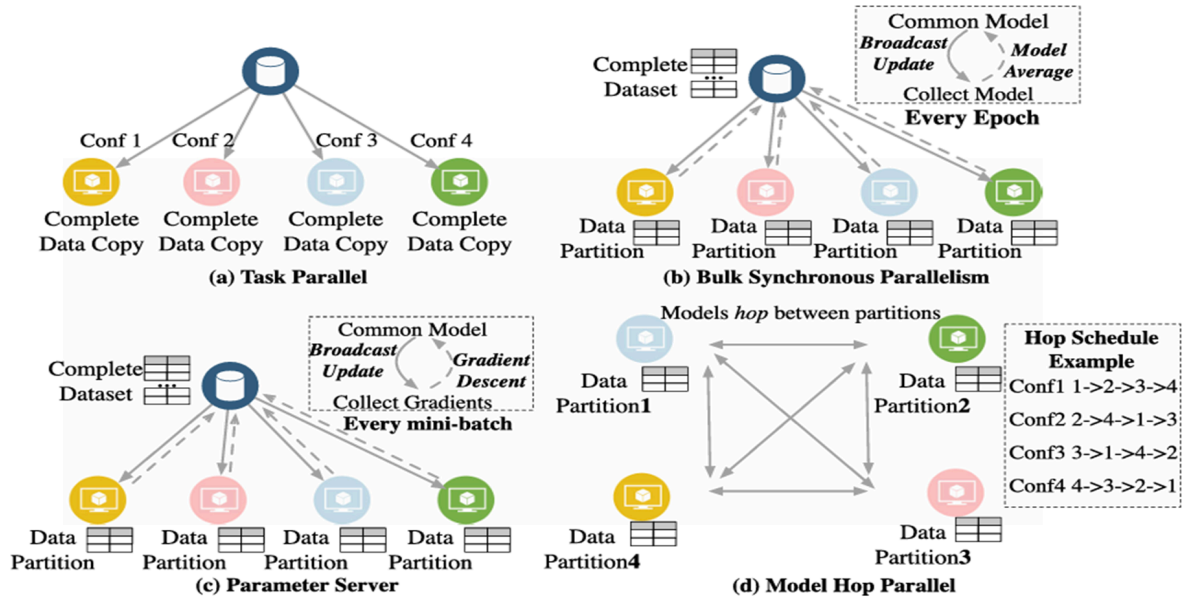 Conf 1
Conf 2
Conf 3
Conf 4
Complete
Data Copy
Complete
Data Copy
Complete
Data Copy
Complete
Data Copy
(a) Task Parallel
Complete
Dataset
...
Common Model
Broadcast
Update
Model
Average
Collect Model
Every Epoch
Data
Partition
Data
Partition
Data
Partition
Data
Partition
(b) Bulk Synchronous Parallelism
Complete
Dataset
...
Common Model
Broadcast
Update
Gradient
Descent
Collect Gradients
Every mini-batch
Data
Partition
Data
Partition
Data
Partition
Data
Partition
(c) Parameter Server
Models hop between partitions
Data
Partition1
Data
Partition2
Data
Partition4
Data
Partition3
Hop Schedule
Example
Conf1 1->2->3->4
Conf2 2->4->1->3
Conf3 3->1->4->2
Conf4 4->3->2->1
(d) Model Hop Parallel